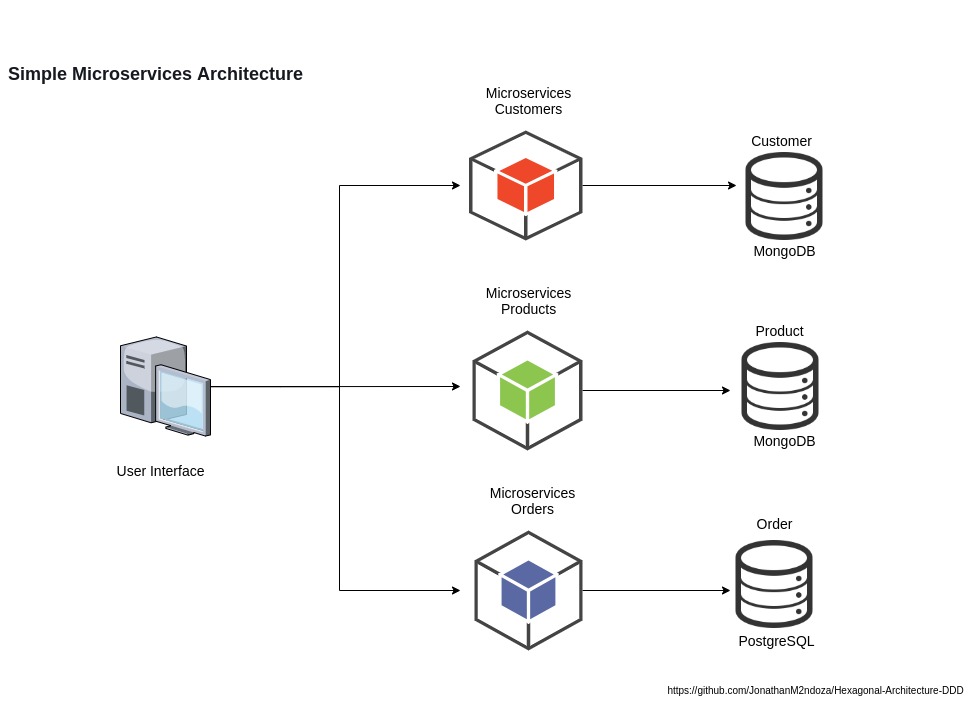 Simple Microservices Architecture
Microservices
Customers
Customer
MongoDB
Microservices
Products
Product
MongoDB
User Interface
Microservices
Orders
Order
PostgreSQL
https://github.com/JonathanM2ndoza/Hexagonal-Architecture-DDD